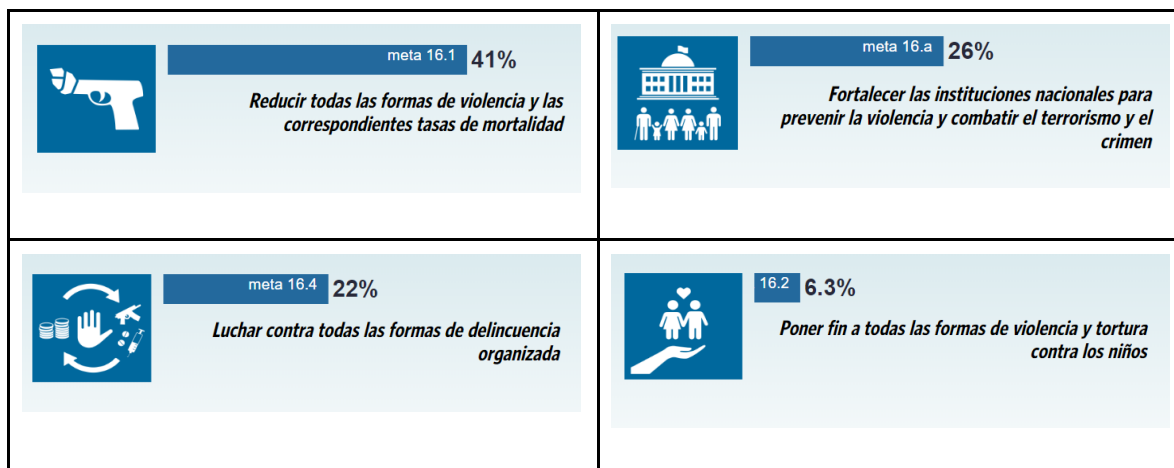 meta 16.1 41%
Reducir todas las formas de violencia y las
correspondientes tasas de mortalidad
meta 16.a 26%
Fortalecer las instituciones nacionales para
prevenir la violencia y combatir el terrorismo y el
crimen
meta 16.4 22%
Luchar contra todas las formas de delincuencia
organizada
16.2 6.3%
Poner fin a todas las formas de violencia y tortura
contra los niños